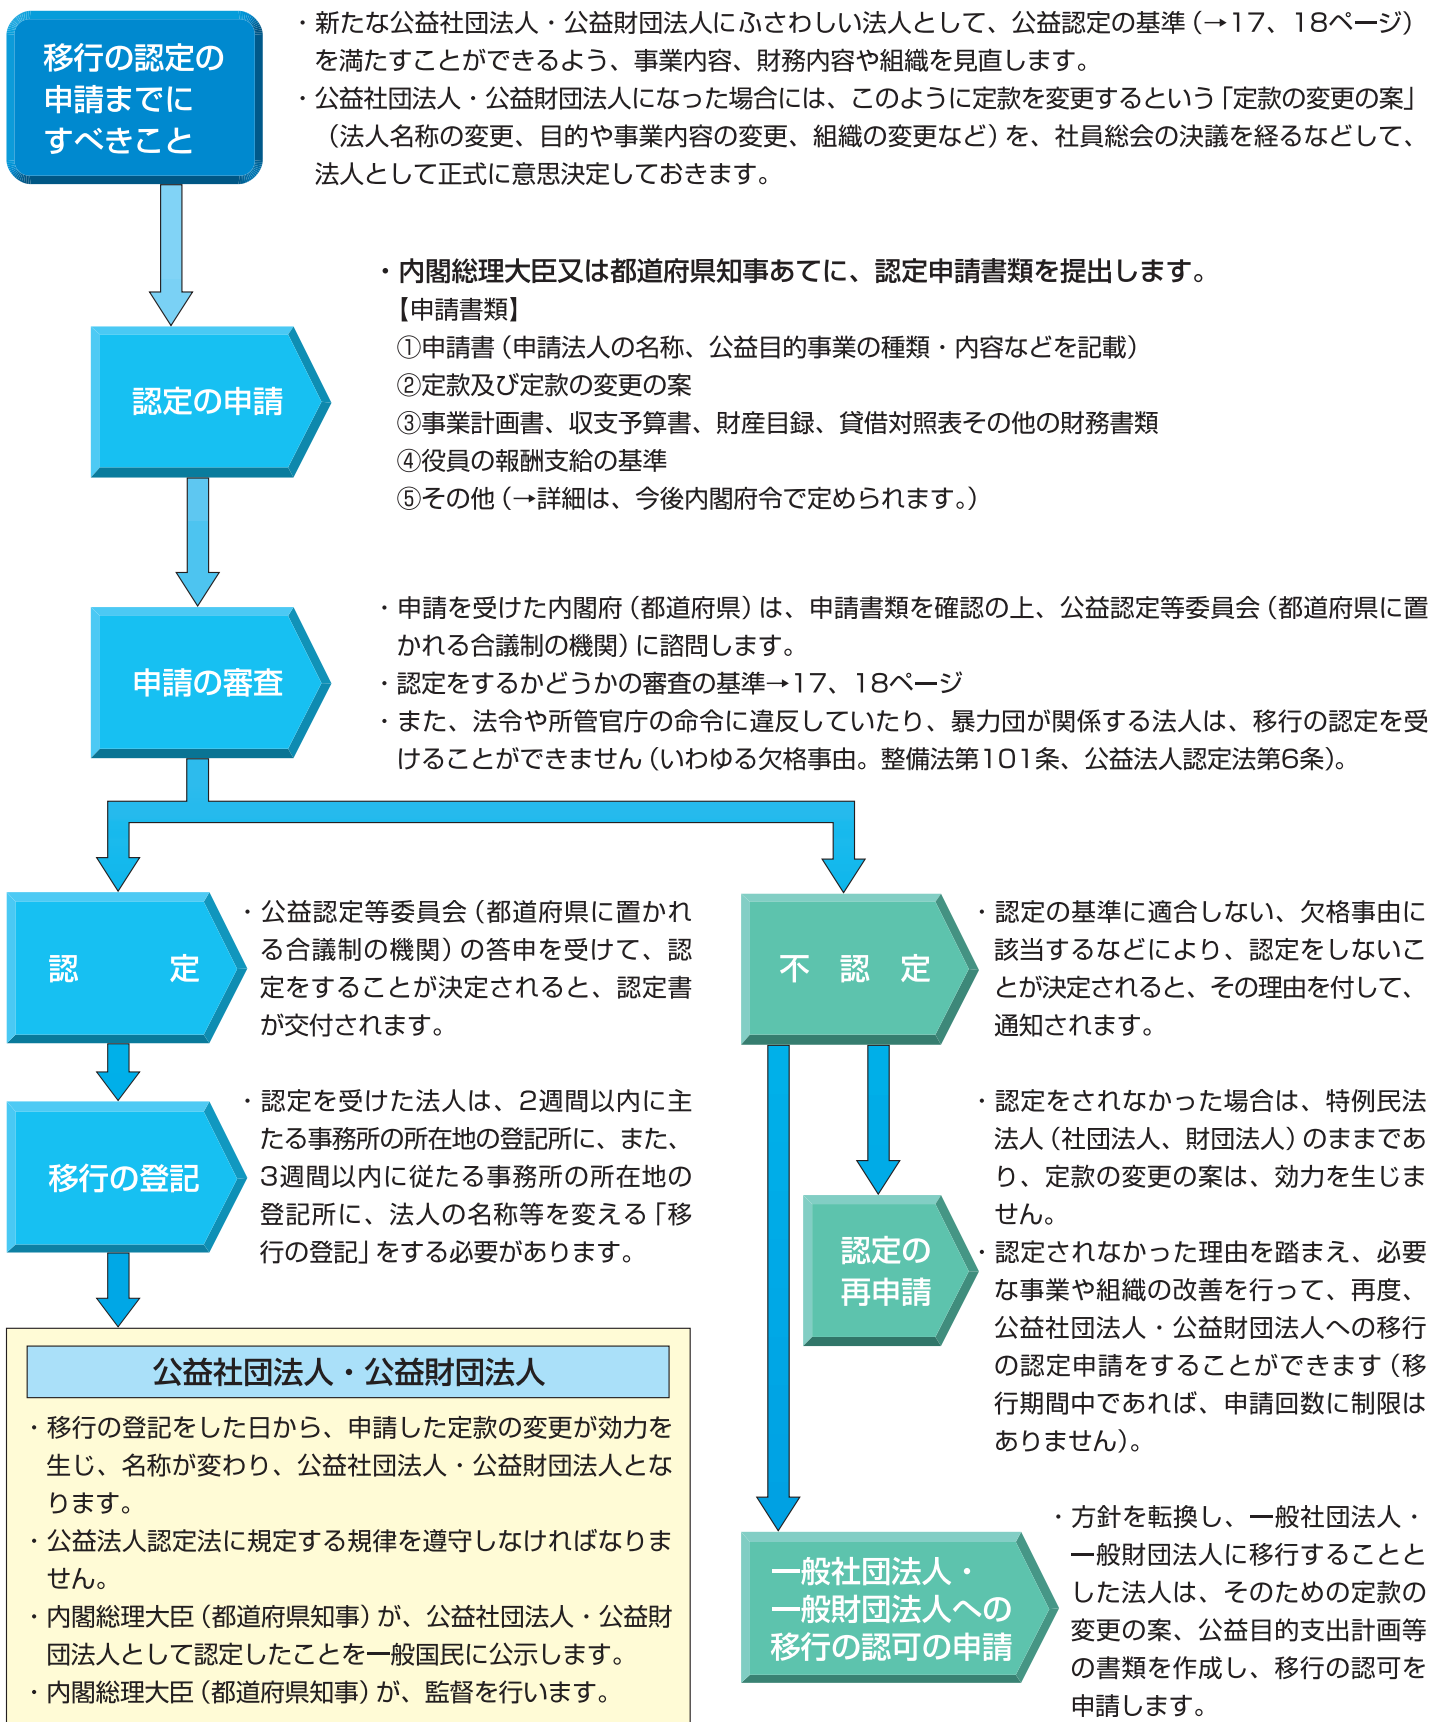 移行の認定の
申請までに
すべきこと
・新たな公益社団法人・公益財団法人にふさわしい法人として、公益認定の基準（→17、18ページ）
を満たすことができるよう、事業内容、財務内容や組織を見直します。
・公益社団法人・公益財団法人になった場合には、このように定款を変更するという「定款の変更の案」
（法人名称の変更、目的や事業内容の変更、組織の変更など）を、社員総会の決議を経るなどして、
法人として正式に意思決定しておきます。
認定の申請
・内閣総理大臣又は都道府県知事あてに、認定申請書類を提出します。
【申請書類】
①申請書（申請法人の名称、公益目的事業の種類・内容などを記載）
②定款及び定款の変更の案
③事業計画書、収支予算書、財産目録、貸借対照表その他の財務書類
④役員の報酬支給の基準
⑤その他（→詳細は、今後内閣府令で定められます。）
申請の審査
・申請を受けた内閣府（都道府県）は、申請書類を確認の上、公益認定等委員会（都道府県に置
かれる合議制の機関）に諮問します。
・認定をするかどうかの審査の基準→17、18ページ
・また、法令や所管官庁の命令に違反していたり、暴力団が関係する法人は、移行の認定を受
けることができません（いわゆる欠格事由。整備法第101条、公益法人認定法第6条）。
認　　　定
・公益認定等委員会（都道府県に置かれ
る合議制の機関）の答申を受けて、認
定をすることが決定されると、認定書
が交付されます。
移行の登記
・認定を受けた法人は、2週間以内に主
たる事務所の所在地の登記所に、また、
3週間以内に従たる事務所の所在地の
登記所に、法人の名称等を変える「移
行の登記」をする必要があります。
公益社団法人・公益財団法人
・移行の登記をした日から、申請した定款の変更が効力を
生じ、名称が変わり、公益社団法人・公益財団法人とな
ります。
・公益法人認定法に規定する規律を遵守しなければなりま
せん。
・内閣総理大臣（都道府県知事）が、公益社団法人・公益財
団法人として認定したことを一般国民に公示します。
・内閣総理大臣（都道府県知事）が、監督を行います。
不　認　定
・認定の基準に適合しない、欠格事由に
該当するなどにより、認定をしないこ
とが決定されると、その理由を付して、
通知されます。
認定の
再申請
・認定をされなかった場合は、特例民法
法人（社団法人、財団法人）のままであ
り、定款の変更の案は、効力を生じま
せん。
・認定されなかった理由を踏まえ、必要
な事業や組織の改善を行って、再度、
公益社団法人・公益財団法人への移行
の認定申請をすることができます（移
行期間中であれば、申請回数に制限は
ありません）。
一般社団法人・
一般財団法人への
移行の認可の申請
・方針を転換し、一般社団法人・
一般財団法人に移行することと
した法人は、そのための定款の
変更の案、公益目的支出計画等
の書類を作成し、移行の認可を
申請します。